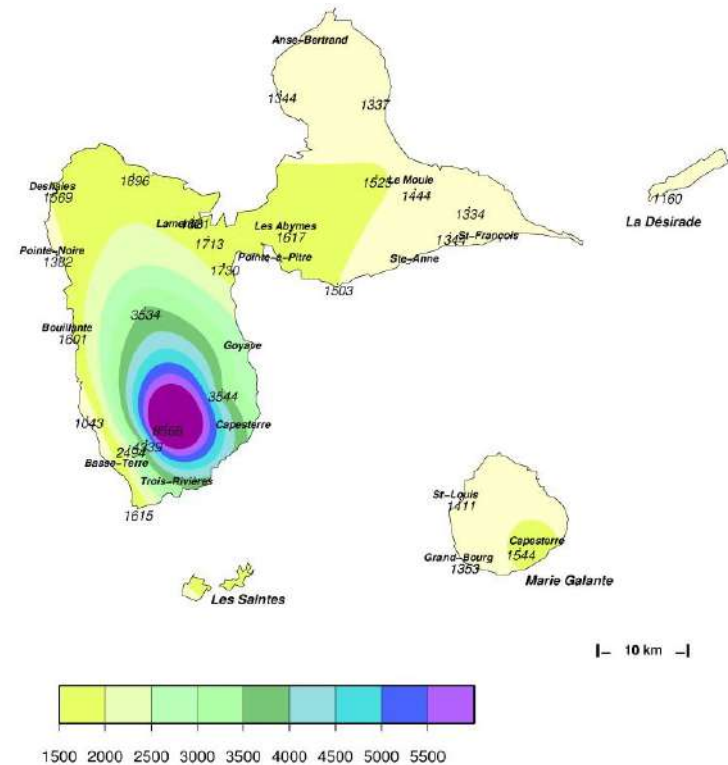 Anse-Bertrand
1344
1337
Deshaies
1569
1896
1523
Le Moule
1444
1160
La Désirade
1334
Les Abymes
1617
1713
St-François
Pointe-Noire
1382
1730
Pointe-à-Pitre
Ste-Anne
1503
3534
Bouillante
1601
Goyave
3544
1043
Capesterre
2494
Basse-Terre
Trois-Rivières
1615
St-Louis
1411
Capesterre
1544
Grand-Bourg
1353
Marie Galante
Les Saintes
10 km
1500 2000 2500 3000 3500 4000 4500 5000 5500